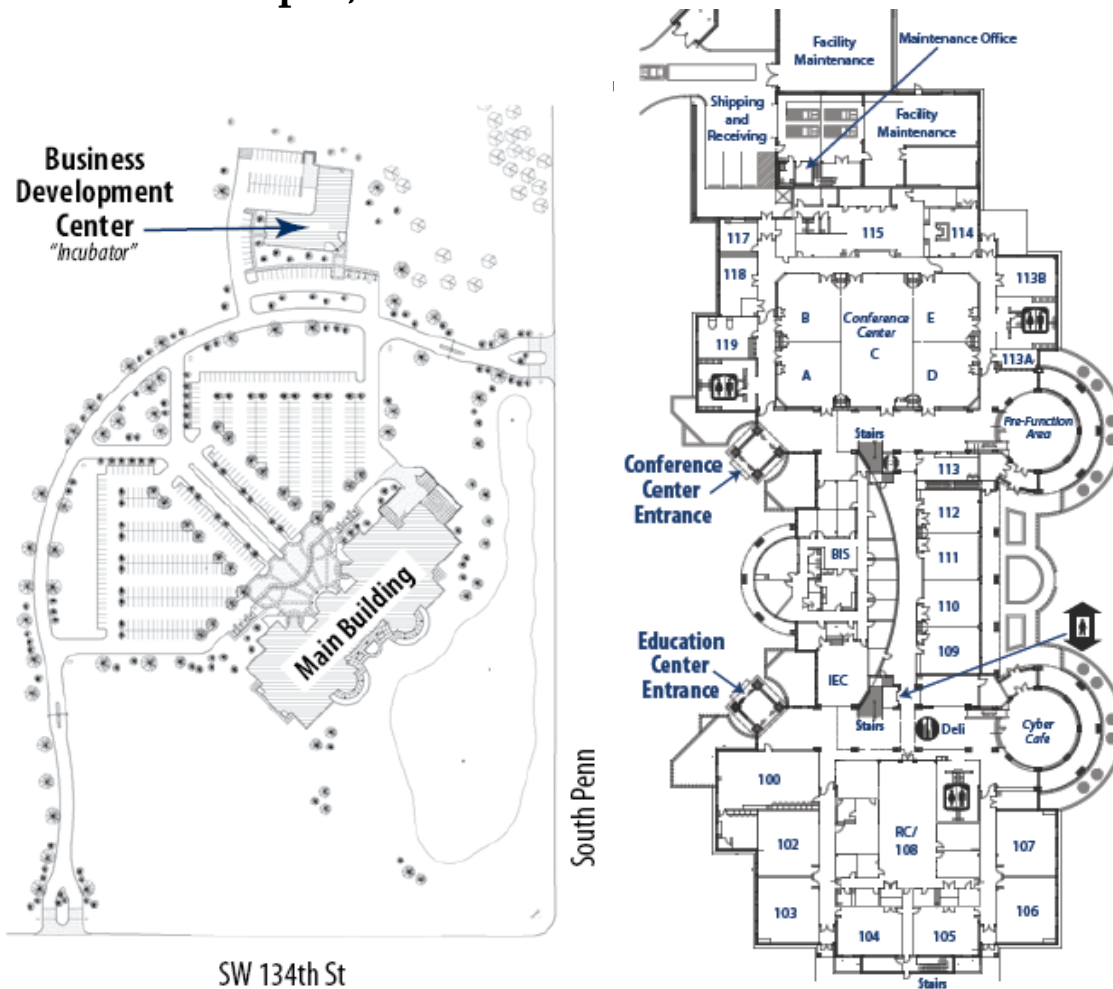 Business
Development
Center
"Incubator"
Main Building
South Penn
SW 134th St
Facility
Maintenance
Maintenance Office
Shipping
and
Receiving
Facility
Maintenance
117
115
114
118
113B
B
Conference
Center
E
119
C
113A
A
D
Pre-Function
Area
Stairs
Conference
Center
Entrance
113
112
BIS
111
110
Education
Center
Entrance
109
IEC
Stairs
Deli
Cyber
Cafe
100
RC/
108
102
107
103
106
104
105
Stairs